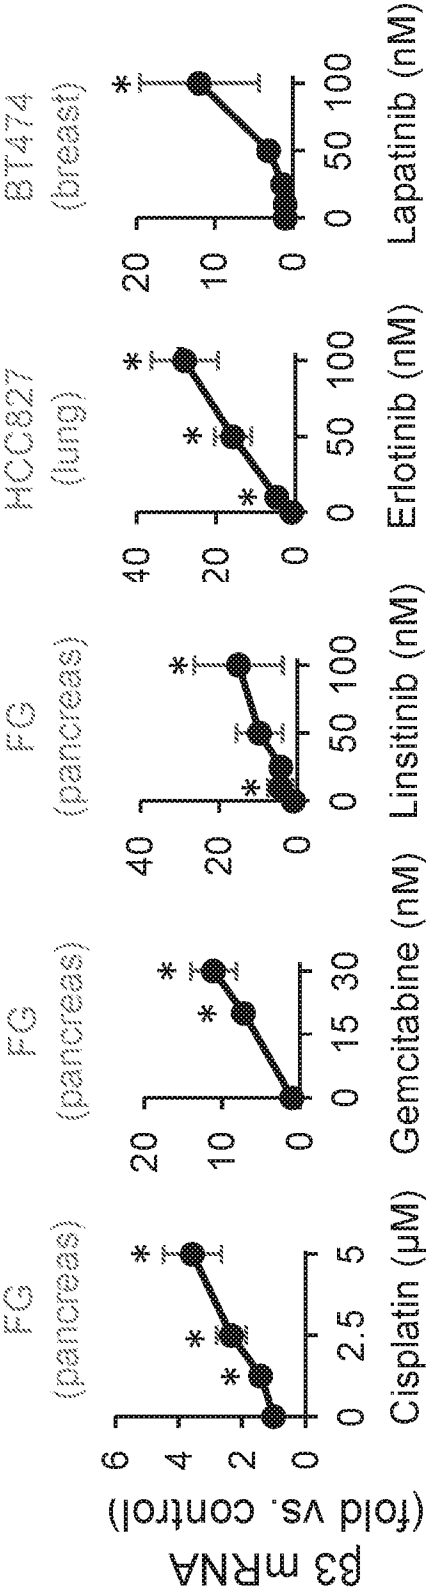 β3 mRNA
(fold vs. control)
FG
(pancreas)
6
4
2
0
*
*
*
0 2.5 5
Cisplatin (µM)
FG
(pancreas)
20
10
0
*
*
0 15 30
Gemcitabine (nM)
FG
(pancreas)
40
20
0
*
*
0 50 100
Linsitinib (nM)
HCC827
(lung)
40
20
0
*
*
*
0 50 100
Erlotinib (nM)
BT474
(breast)
20
10
0
*
0 50 100
Lapatinib (nM)